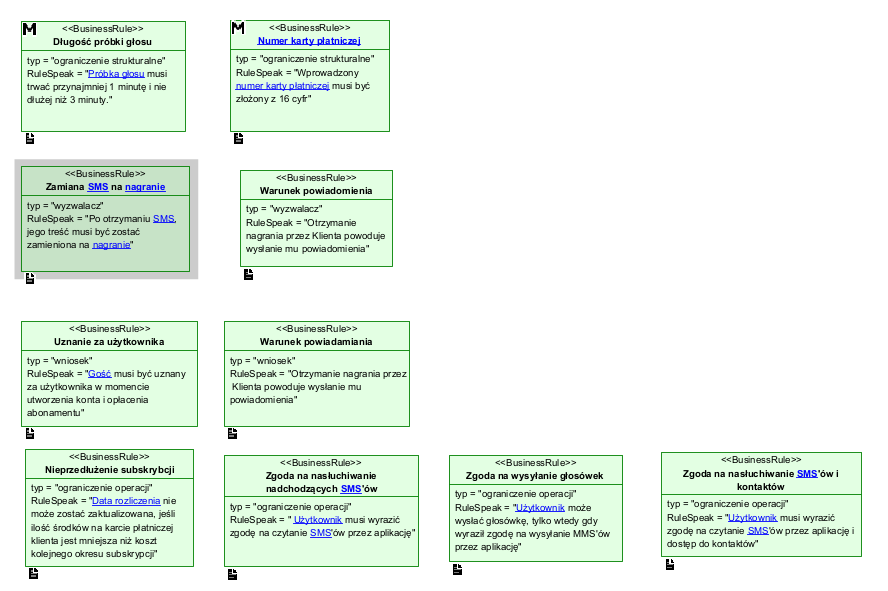 M
<<BusinessRule>>
Długość próbki głosu
typ = "ograniczenie strukturalne"
RuleSpeak = "Próbka głosu musi
trwać przynajmniej 1 minutę i nie
dłużej niż 3 minuty."
M
<<BusinessRule>>
Numer karty płatniczej
typ = "ograniczenie strukturalne"
RuleSpeak = "Wprowadzony
numer karty płatniczej musi być
złożony z 16 cyfr"
<<BusinessRule>>
Zamiana SMS na nagranie
typ = "wyzwalacz"
RuleSpeak = "Po otrzymaniu SMS,
jego treść musi być zostać
zamieniona na nagranie"
<<BusinessRule>>
Warunek powiadomienia
typ = "wyzwalacz"
RuleSpeak = "Otrzymanie
nagrania przez Klienta powoduje
wysłanie mu powiadomienia"
<<BusinessRule>>
Uznanie za użytkownika
typ = "wniosek"
RuleSpeak = "Gość musi być uznany
za użytkownika w momencie
utworzenia konta i opłacenia
abonamentu"
<<BusinessRule>>
Warunek powiadamiania
typ = "wniosek"
RuleSpeak = "Otrzymanie nagrania przez
Klienta powoduje wysłanie mu
powiadomienia"
<<BusinessRule>>
Nieprzedłużenie subskrybcji
typ = "ograniczenie operacji"
RuleSpeak = "Data rozliczenia nie
może zostać zaktualizowana, jeśli
ilość środków na karcie płatniczej
klienta jest mniejsza niż koszt
kolejnego okresu subskrypcji"
<<BusinessRule>>
Zgoda na nasłuchiwanie
nadchodzących SMS'ów
typ = "ograniczenie operacji"
RuleSpeak = " Użytkownik musi wyrazić
zgodę na czytanie SMS'ów przez aplikację"
<<BusinessRule>>
Zgoda na wysyłanie głosówek
typ = "ograniczenie operacji"
RuleSpeak = "Użytkownik może
wysłać głosówkę, tylko wtedy gdy
wyraził zgodę na wysyłanie MMS'ów
przez aplikację"
<<BusinessRule>>
Zgoda na nasłuchiwanie SMS'ów i
kontaktów
typ = "ograniczenie operacji"
RuleSpeak = "Użytkownik musi wyrazić
zgodę na czytanie SMS'ów przez aplikację i
dostęp do kontaktów"